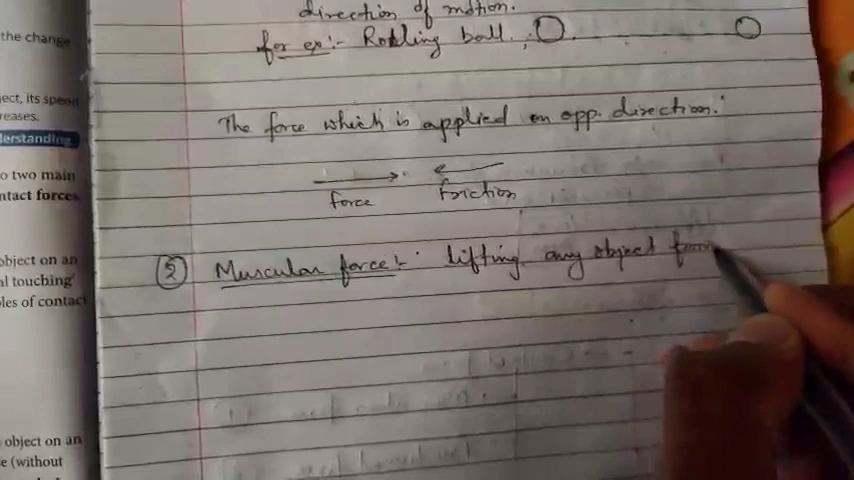 direction of motion.
for ex:- Rolling ball.
The force which is applied on opp. direction.
force
friction
② Muscular force:- lifting any object from
the change
ject, its speed
reases.
derstanding
o two main
ntact forces
object on an
al touching'
les of contact
object on an
e (without